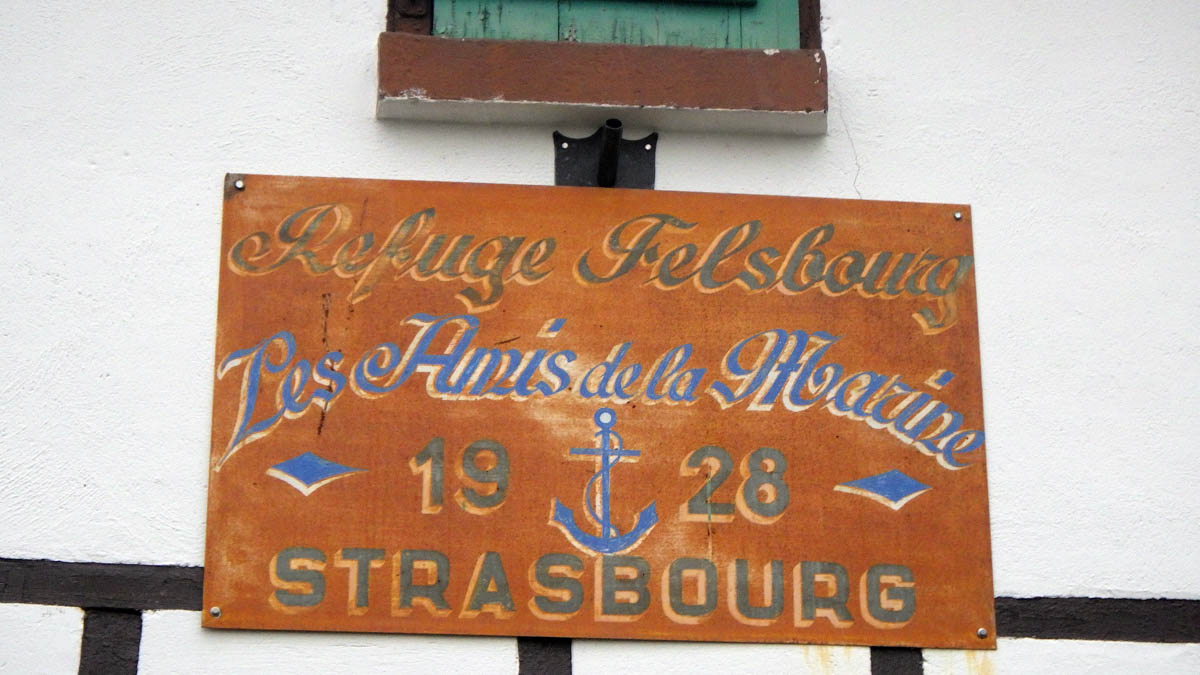 Refuge Felsbourg
Les Amis de la Marine
19 28
STRASBOURG